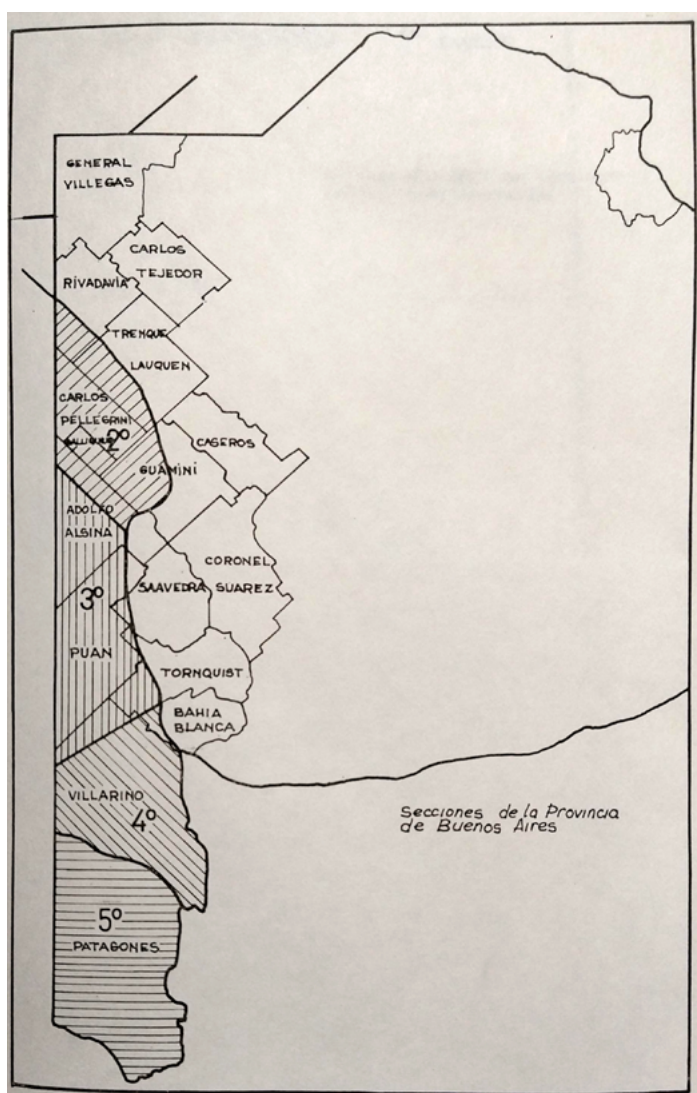 GENERAL
VILLEGAS
CARLOS
TEJEDOR
RIVADAVIA
TRENQUE
LAUQUEN
CARLOS
PELLEGRINI
2º
CASEROS
GUAMINI
ADOLFO
ALSINA
CORONEL
SUAREZ
SAAVEDRA
3º
PUAN
TORNQUIST
BAHIA
BLANCA
VILLARINO
4º
Secciones de la Provincia
de Buenos Aires
5º
PATAGONES